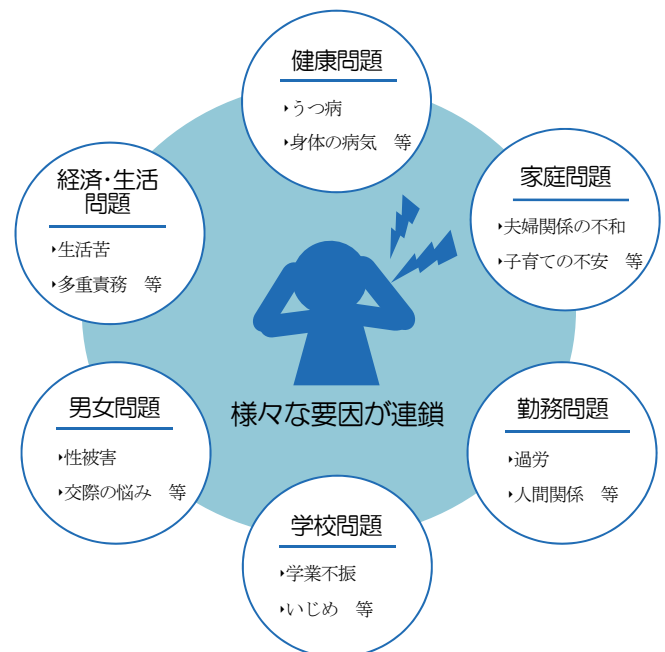 健康問題
・うつ病
・身体の病気　等
家庭問題
・夫婦関係の不和
・子育ての不安　等
勤務問題
・過労
・人間関係　等
学校問題
・学業不振
・いじめ　等
男女問題
・性被害
・交際の悩み　等
経済・生活
問題
・生活苦
・多重責務　等
様々な要因が連鎖